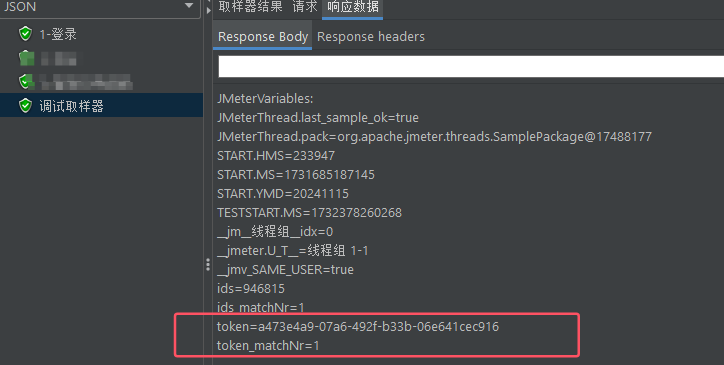 JSON
取样器结果 请求 响应数据
1-登录
调试取样器
Response Body Response headers
JMeterVariables:
JMeterThread.last_sample_ok=true
JMeterThread.pack=org.apache.jmeter.threads.SamplePackage@17488177
START.HMS=233947
START.MS=1731685187145
START.YMD=20241115
TESTSTART.MS=1732378260268
__jm__线程组__idx=0
__jmeter.U_T__=线程组 1-1
__jmv_SAME_USER=true
ids=946815
ids_matchNr=1
token=a473e4a9-07a6-492f-b33b-06e641cec916
token_matchNr=1